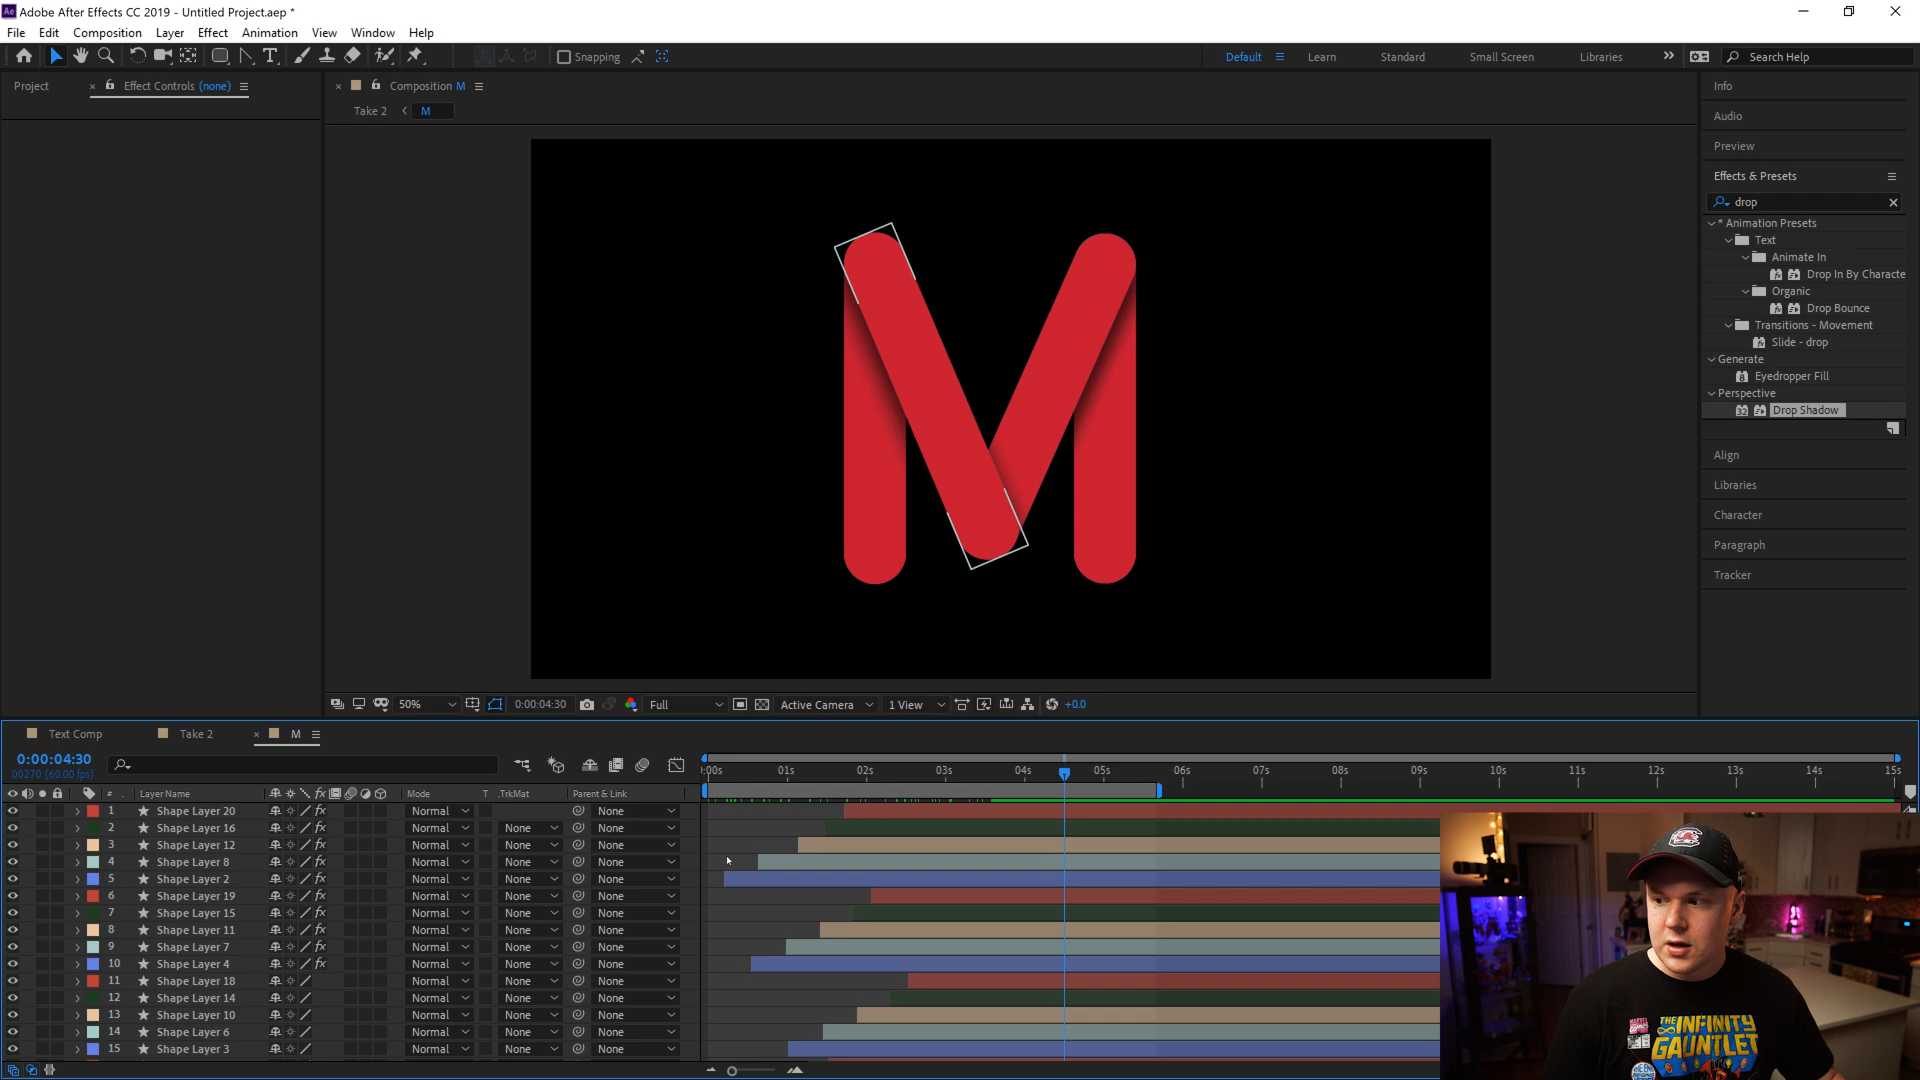 Adobe After Effects CC 2019 - Untitled Project.aep *
File Edit Composition Layer Effect Animation View Window Help
Snapping
Default Learn Standard Small Screen Libraries Search Help
Project Effect Controls (none)
Composition M
Take 2 M
Info
Audio
Preview
Effects & Presets
drop
* Animation Presets
Text
Animate In
Drop In By Characte
Organic
Drop Bounce
Transitions - Movement
Slide - drop
Generate
Eyedropper Fill
Perspective
Drop Shadow
Align
Libraries
Character
Paragraph
Tracker
M
50% 0:00:04:30 Full Active Camera 1 View +0.0
Text Comp Take 2 M
0:00:04:30
00270 (60.00 fps)
:00s 01s 02s 03s 04s 05s 06s 07s 08s 09s 10s 11s 12s 13s 14s 15s
# Layer Name Mode T .TrkMat Parent & Link
1 Shape Layer 20 Normal None
2 Shape Layer 16 Normal None None
3 Shape Layer 12 Normal None None
4 Shape Layer 8 Normal None None
5 Shape Layer 2 Normal None None
6 Shape Layer 19 Normal None None
7 Shape Layer 15 Normal None None
8 Shape Layer 11 Normal None None
9 Shape Layer 7 Normal None None
10 Shape Layer 4 Normal None None
11 Shape Layer 18 Normal None None
12 Shape Layer 14 Normal None None
13 Shape Layer 10 Normal None None
14 Shape Layer 6 Normal None None
15 Shape Layer 3 Normal None None
THE INFINITY
GAUNTLET